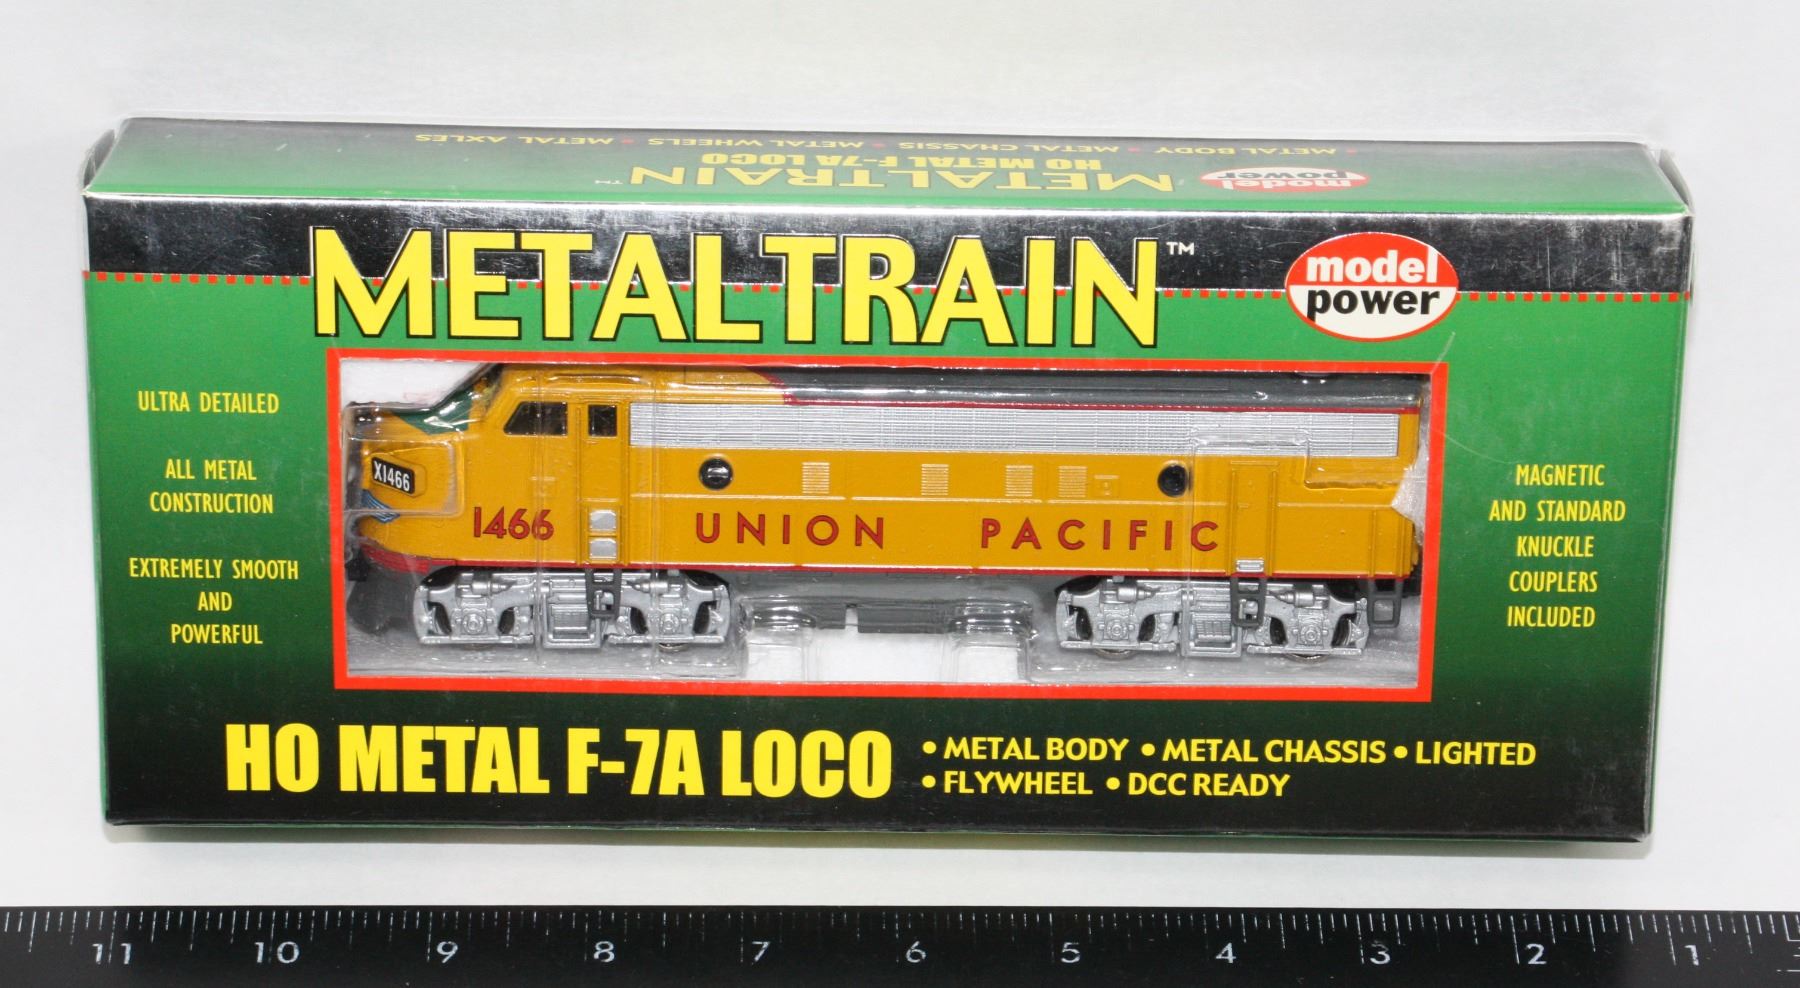 • METAL BODY • METAL CHASSIS • METAL WHEELS • METAL AXLES
HO METAL F-7A LOCO
METALTRAIN™
model
power
METALTRAIN™
model
power
ULTRA DETAILED
ALL METAL
CONSTRUCTION
EXTREMELY SMOOTH
AND
POWERFUL
X1466
1466
UNION PACIFIC
MAGNETIC
AND STANDARD
KNUCKLE
COUPLERS
INCLUDED
HO METAL F-7A LOCO
• METAL BODY • METAL CHASSIS • LIGHTED
• FLYWHEEL • DCC READY
11 10 9 8 7 6 5 4 3 2 1